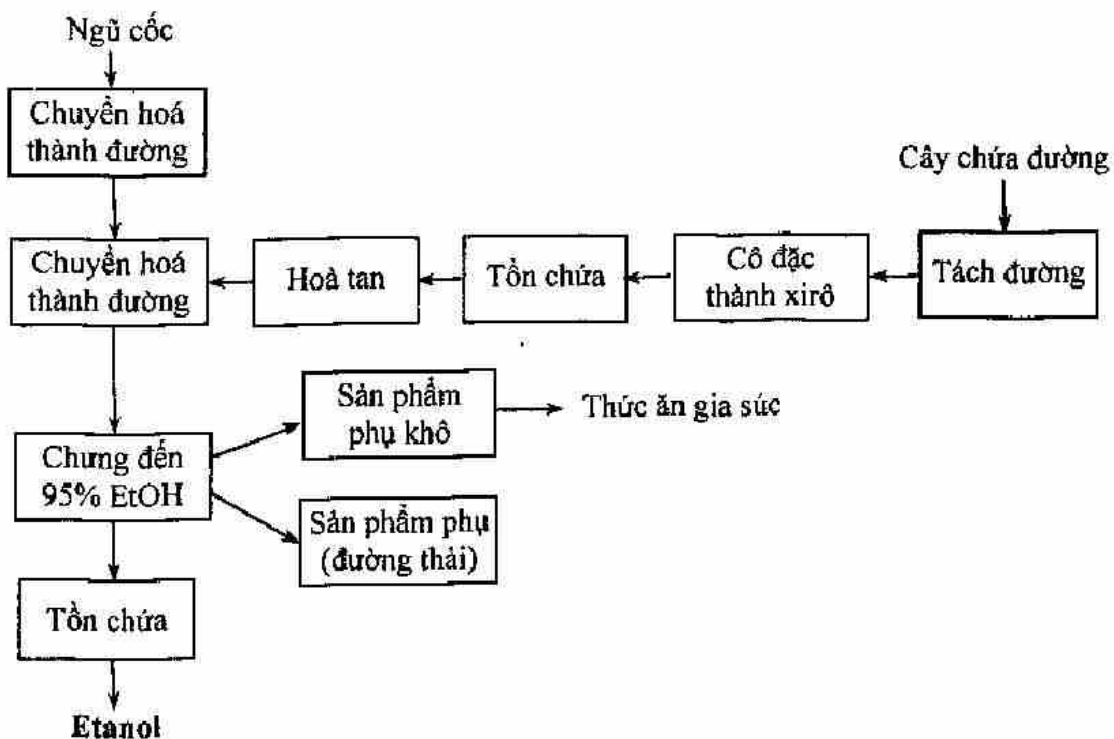 Ngũ cốc
Chuyển hoá
thành đường
Cây chứa đường
Chuyển hoá
thành đường
Hoà tan
Tồn chứa
Cô đặc
thành xirô
Tách đường
Sản phẩm
phụ khô
Thức ăn gia súc
Chưng đến
95% EtOH
Sản phẩm phụ
(đường thải)
Tồn chứa
Etanol